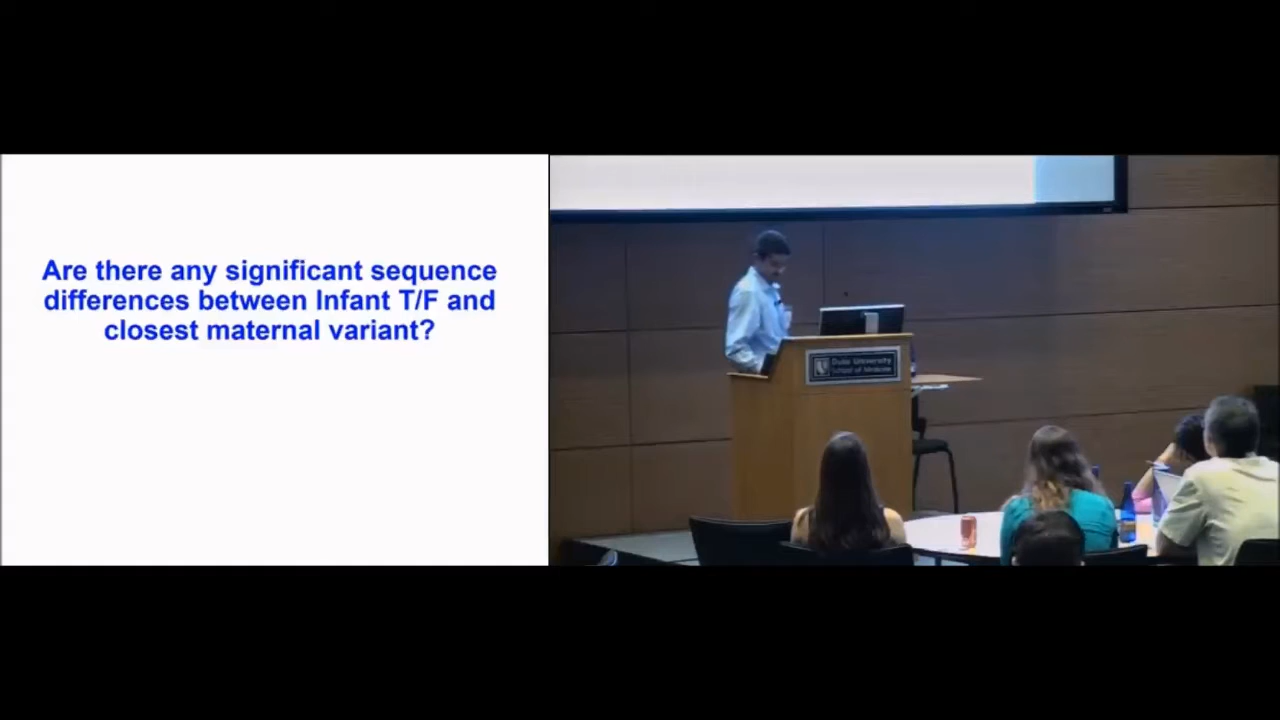 Are there any significant sequence
differences between Infant T/F and
closest maternal variant?
Duke University
School of Medicine